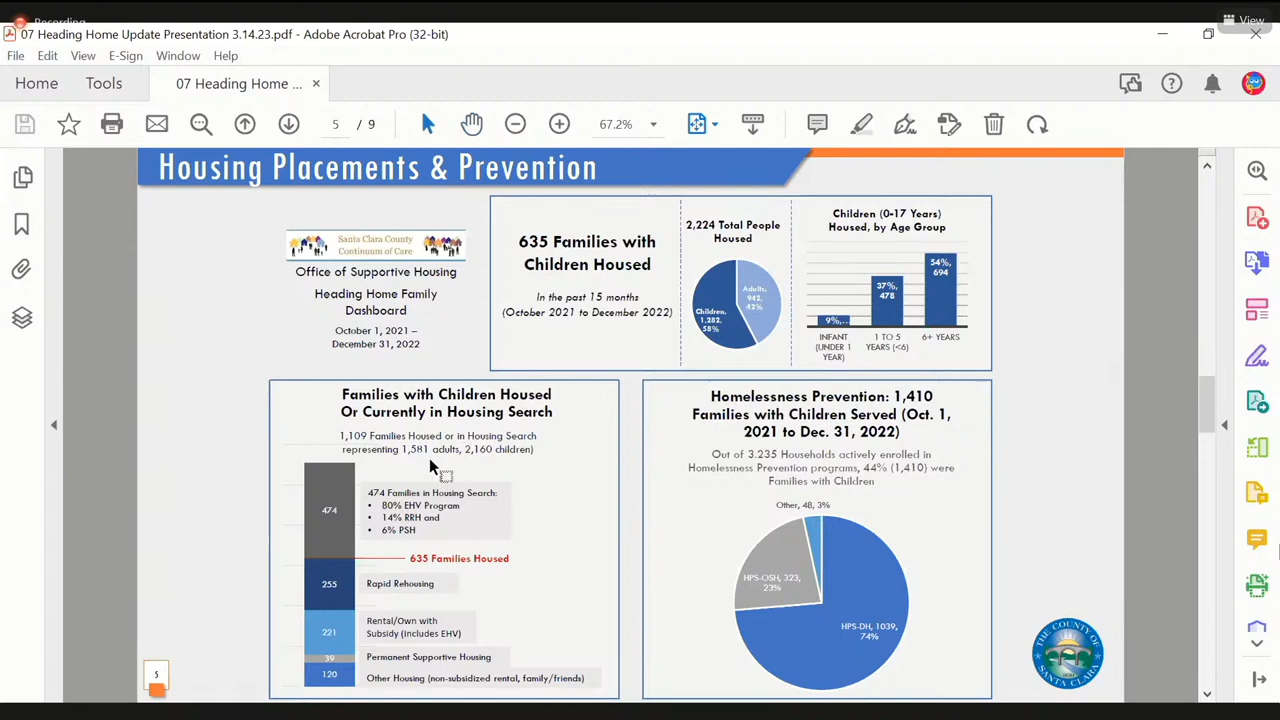 Recording
View
07 Heading Home Update Presentation 3.14.23.pdf - Adobe Acrobat Pro (32-bit)
File Edit View E-Sign Window Help
Home Tools 07 Heading Home ... ×
5 / 9 67.2%
Housing Placements & Prevention
Santa Clara County
Continuum of Care
Office of Supportive Housing
Heading Home Family
Dashboard
October 1, 2021 –
December 31, 2022
635 Families with
Children Housed
In the past 15 months
(October 2021 to December 2022)
2,224 Total People
Housed
Adults,
942,
42%
Children,
1,282,
58%
Children (0-17 Years)
Housed, by Age Group
9%,...
37%,
478
54%,
694
INFANT
(UNDER 1
YEAR)
1 TO 5
YEARS (<6)
6+ YEARS
Families with Children Housed
Or Currently in Housing Search
1,109 Families Housed or in Housing Search
representing 1,581 adults, 2,160 children)
474
474 Families in Housing Search:
• 80% EHV Program
• 14% RRH and
• 6% PSH
635 Families Housed
255
Rapid Rehousing
221
Rental/Own with
Subsidy (includes EHV)
39
Permanent Supportive Housing
120
Other Housing (non-subsidized rental, family/friends)
Homelessness Prevention: 1,410
Families with Children Served (Oct. 1,
2021 to Dec. 31, 2022)
Out of 3,235 Households actively enrolled in
Homelessness Prevention programs, 44% (1,410) were
Families with Children
Other, 48, 3%
HPS-OSH, 323,
23%
HPS-DH, 1039,
74%
5
THE COUNTY OF
SANTA CLARA